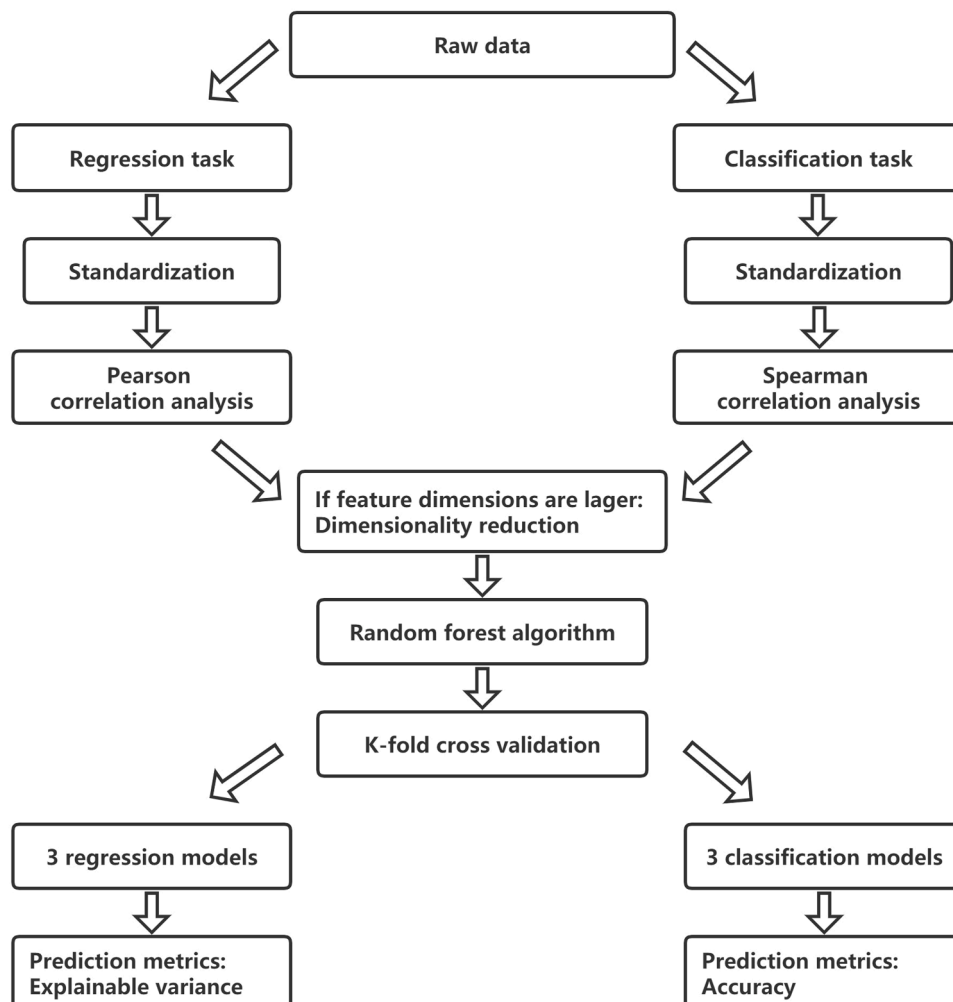 Raw data
Regression task
Classification task
Standardization
Standardization
Pearson
correlation analysis
Spearman
correlation analysis
If feature dimensions are lager:
Dimensionality reduction
Random forest algorithm
K-fold cross validation
3 regression models
3 classification models
Prediction metrics:
Explainable variance
Prediction metrics:
Accuracy